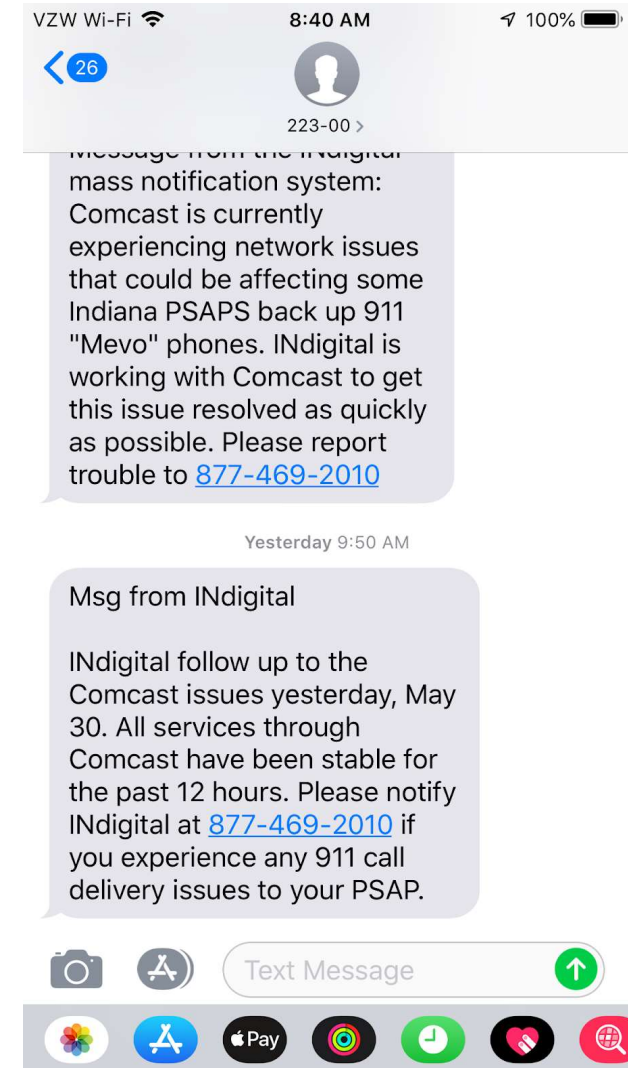 VZW Wi-Fi 8:40 AM 100%
26
223-00 >
Message from the INdigital
mass notification system:
Comcast is currently
experiencing network issues
that could be affecting some
Indiana PSAPS back up 911
"Mevo" phones. INdigital is
working with Comcast to get
this issue resolved as quickly
as possible. Please report
trouble to 877-469-2010
Yesterday 9:50 AM
Msg from INdigital
INdigital follow up to the
Comcast issues yesterday, May
30. All services through
Comcast have been stable for
the past 12 hours. Please notify
INdigital at 877-469-2010 if
you experience any 911 call
delivery issues to your PSAP.
Text Message
Pay